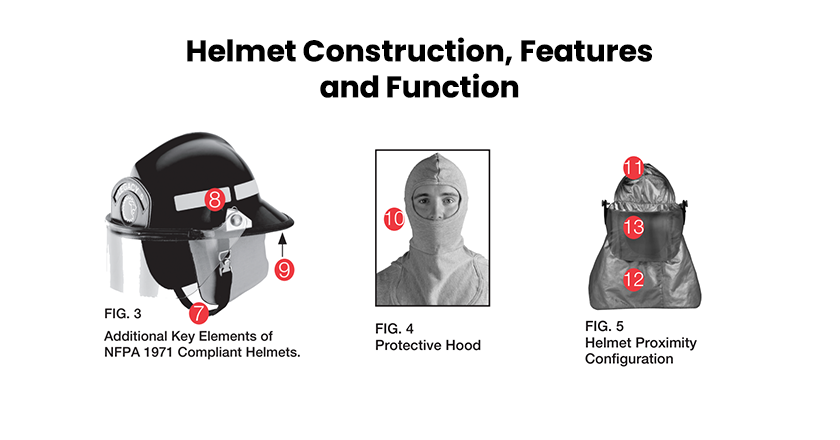 Helmet Construction, Features
and Function
8
9
7
FIG. 3
Additional Key Elements of
NFPA 1971 Compliant Helmets.
10
FIG. 4
Protective Hood
11
13
12
FIG. 5
Helmet Proximity
Configuration